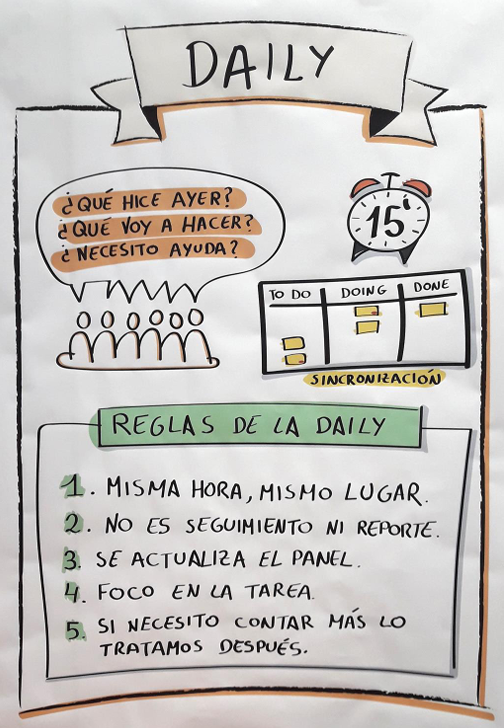 DAILY
¿QUÉ HICE AYER?
¿QUÉ VOY A HACER?
¿NECESITO AYUDA?
15'
TO DO DOING DONE
SINCRONIZACIÓN
REGLAS DE LA DAILY
1. MISMA HORA, MISMO LUGAR.
2. NO ES SEGUIMIENTO NI REPORTE.
3. SE ACTUALIZA EL PANEL.
4. FOCO EN LA TAREA.
5. SI NECESITO CONTAR MÁS LO
TRATAMOS DESPUÉS.